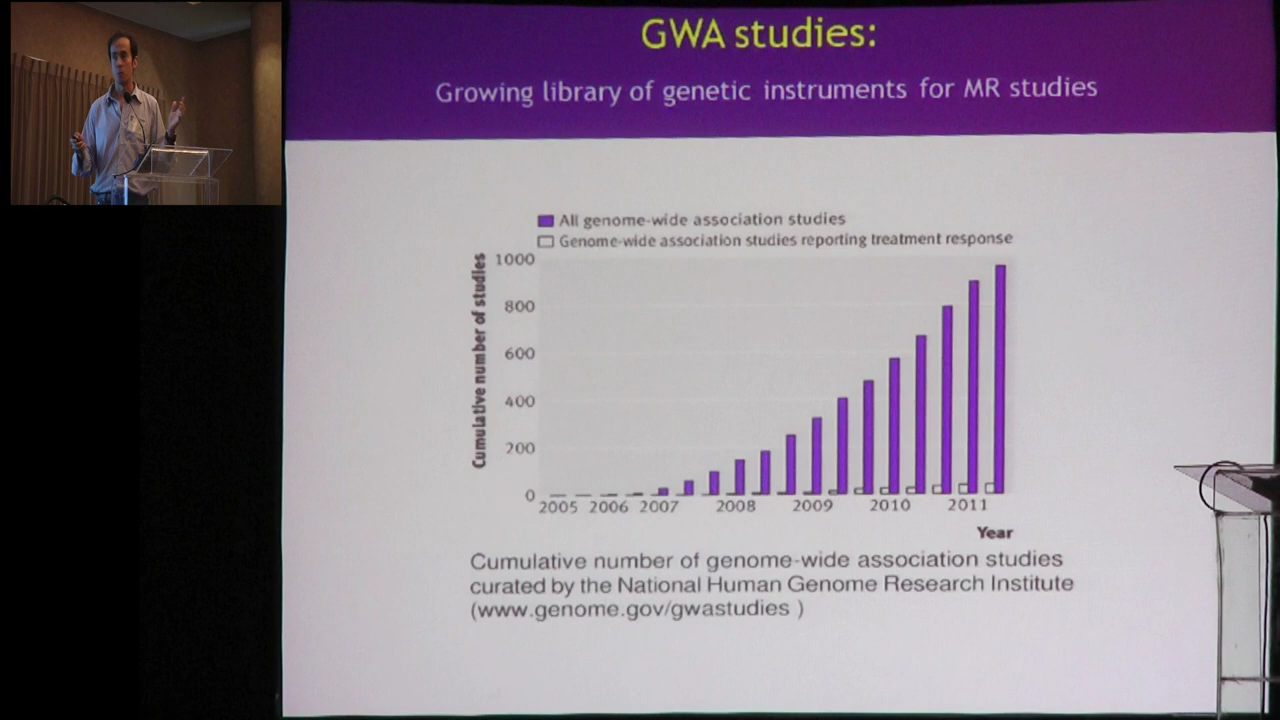 GWA studies:
Growing library of genetic instruments for MR studies
All genome-wide association studies
Genome-wide association studies reporting treatment response
Cumulative number of studies
1000
800
600
400
200
0
2005 2006 2007 2008 2009 2010 2011
Year
Cumulative number of genome-wide association studies
curated by the National Human Genome Research Institute
(www.genome.gov/gwastudies )